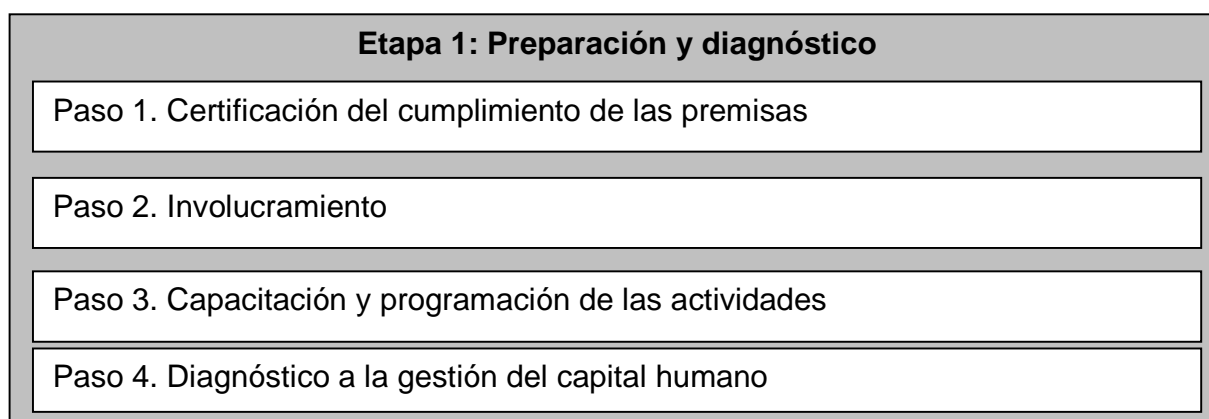 Etapa 1: Preparación y diagnóstico
Paso 1. Certificación del cumplimiento de las premisas
Paso 2. Involucramiento
Paso 3. Capacitación y programación de las actividades
Paso 4. Diagnóstico a la gestión del capital humano